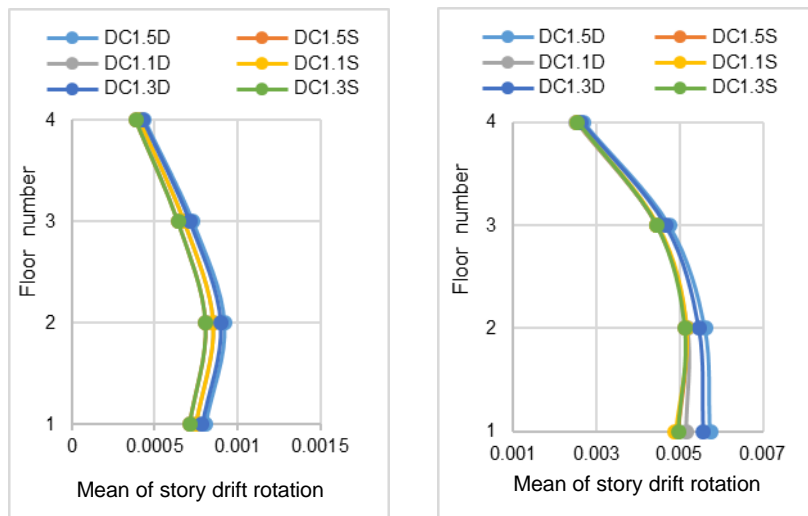 DC1.5D DC1.5S
DC1.1D DC1.1S
DC1.3D DC1.3S
4
3
2
1
Floor number
0 0.0005 0.001 0.0015
Mean of story drift rotation
DC1.5D DC1.5S
DC1.1D DC1.1S
DC1.3D DC1.3S
4
3
2
1
Floor number
0.001 0.003 0.005 0.007
Mean of story drift rotation